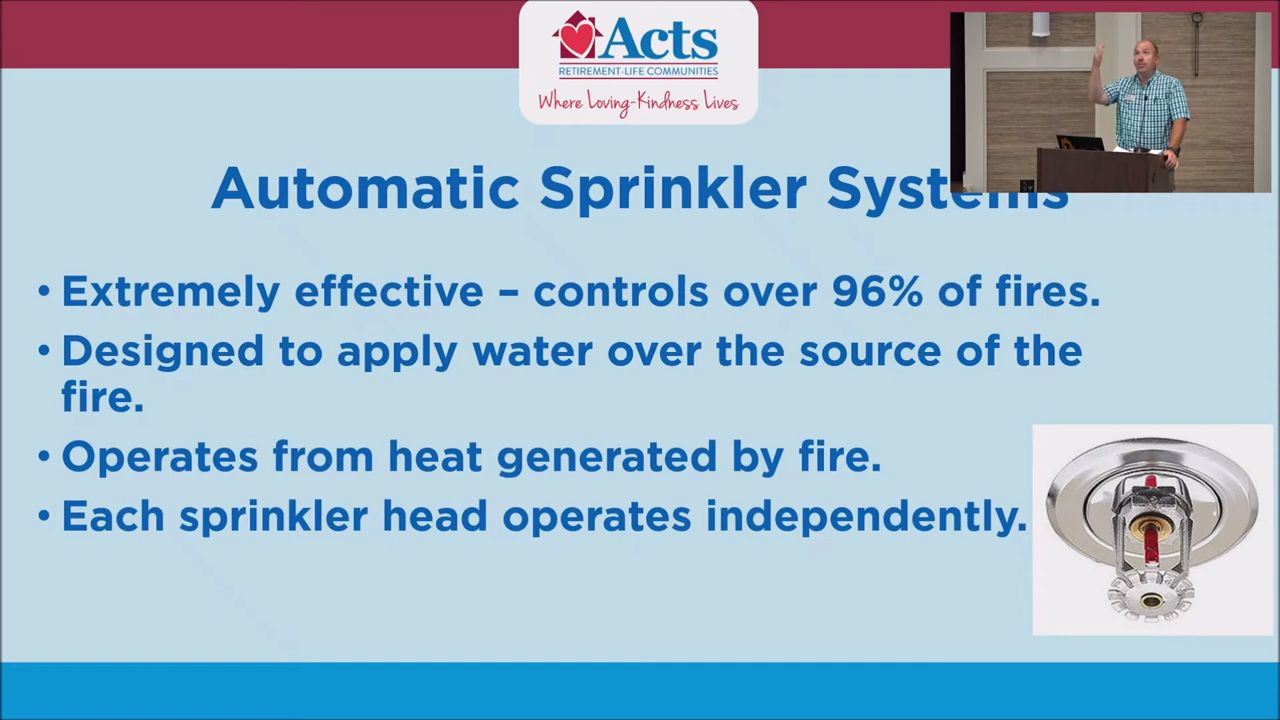 Acts
RETIREMENT-LIFE COMMUNITIES
Where Loving-Kindness Lives
Automatic Sprinkler Systems
• Extremely effective – controls over 96% of fires.
• Designed to apply water over the source of the
fire.
• Operates from heat generated by fire.
• Each sprinkler head operates independently.